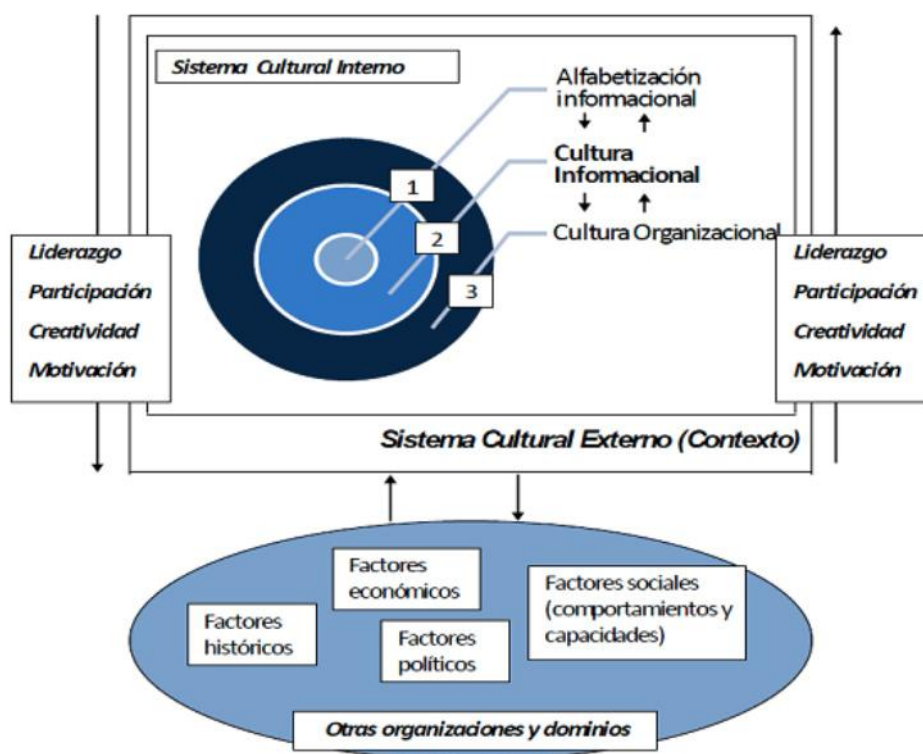 Sistema Cultural Interno
Alfabetización
informacional
Cultura
Informacional
Cultura Organizacional
1
2
3
Liderazgo
Participación
Creatividad
Motivación
Liderazgo
Participación
Creatividad
Motivación
Sistema Cultural Externo (Contexto)
Factores
económicos
Factores sociales
(comportamientos y
capacidades)
Factores
históricos
Factores
políticos
Otras organizaciones y dominios